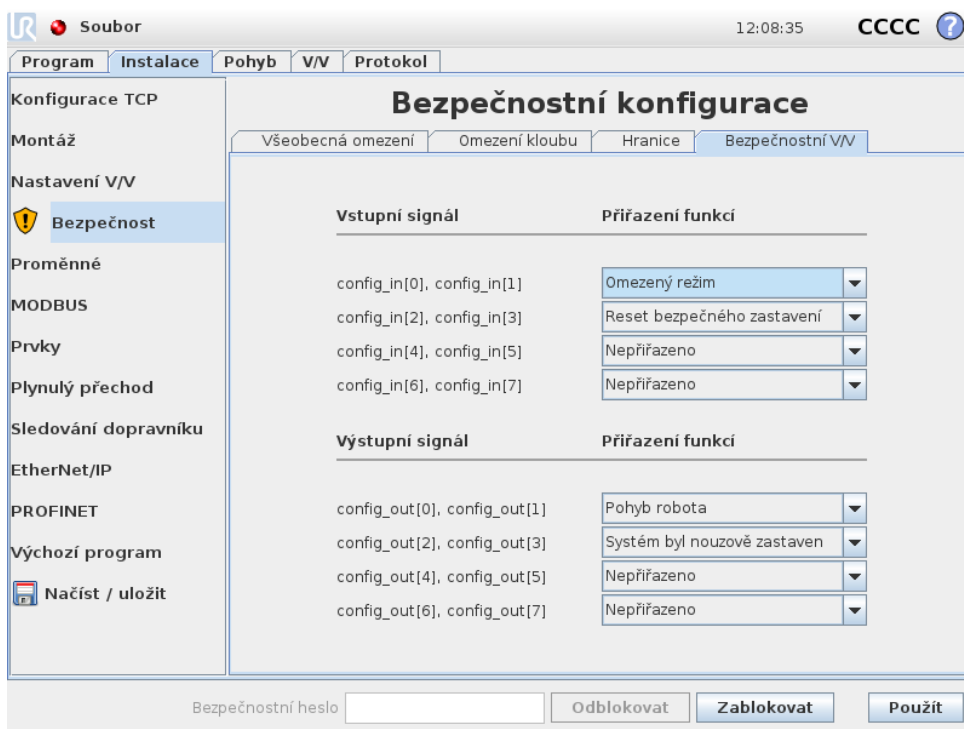 UR Soubor 12:08:35 CCCC ?
Program Instalace Pohyb V/V Protokol
Konfigurace TCP
Montáž
Nastavení V/V
Bezpečnost
Proměnné
MODBUS
Prvky
Plynulý přechod
Sledování dopravníku
EtherNet/IP
PROFINET
Výchozí program
Načíst / uložit
Bezpečnostní konfigurace
Všeobecná omezení Omezení kloubu Hranice Bezpečnostní V/V
Vstupní signál Přiřazení funkcí
config_in[0], config_in[1] Omezený režim
config_in[2], config_in[3] Reset bezpečného zastavení
config_in[4], config_in[5] Nepřiřazeno
config_in[6], config_in[7] Nepřiřazeno
Výstupní signál Přiřazení funkcí
config_out[0], config_out[1] Pohyb robota
config_out[2], config_out[3] Systém byl nouzově zastaven
config_out[4], config_out[5] Nepřiřazeno
config_out[6], config_out[7] Nepřiřazeno
Bezpečnostní heslo Odblokovat Zablokovat Použít